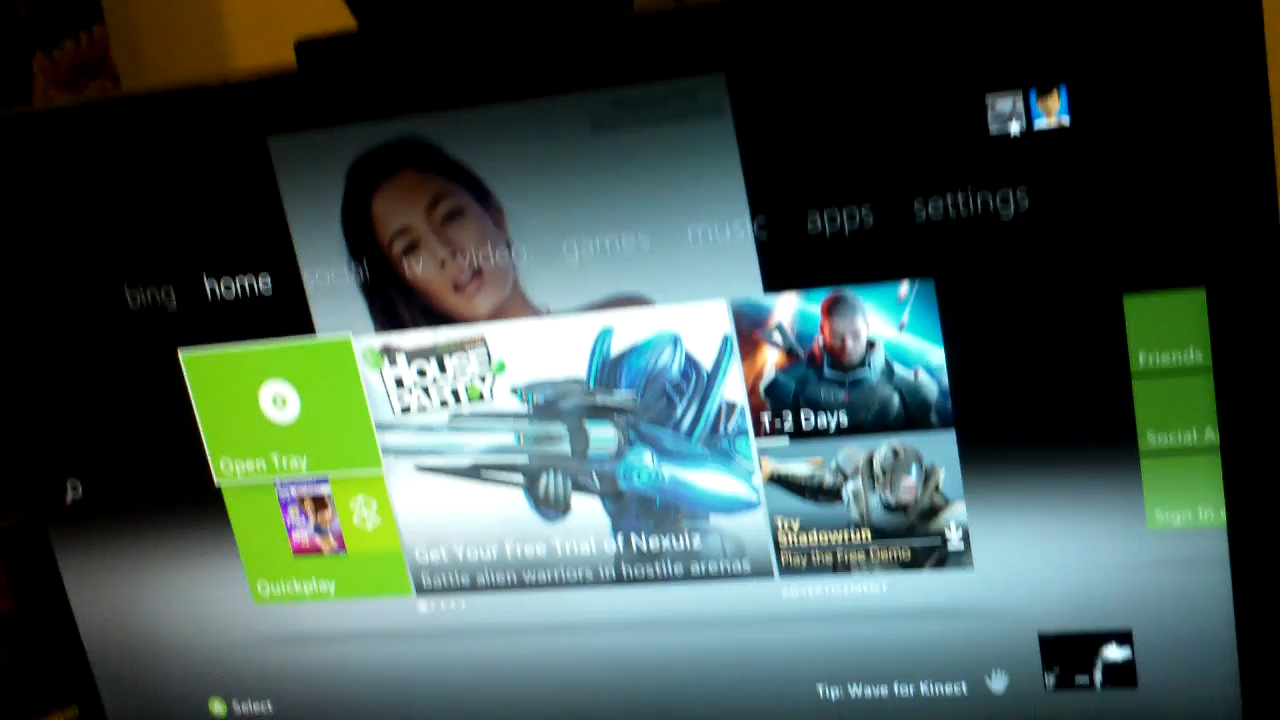 bing home social tv video games music apps settings
HOUSE
PARTY
Open Tray
Quickplay
Get Your Free Trial of Nexuiz
Battle alien warriors in hostile arenas
T-2 Days
Try
Shadowrun
Play the Free Demo
ADVERTISEMENT
Friends
Social A
Sign In
Select
Tip: Wave for Kinect